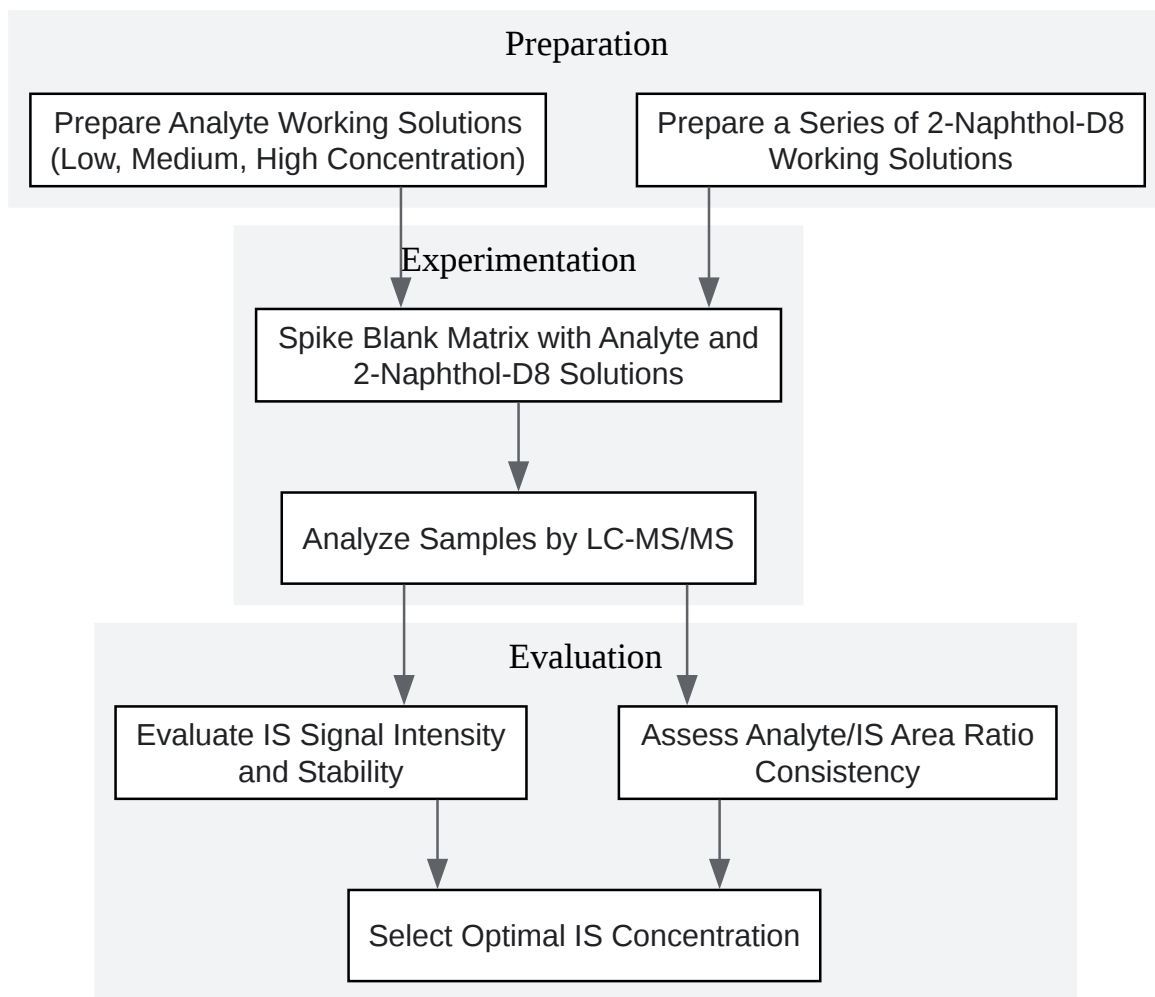 Preparation
Prepare Analyte Working Solutions
(Low, Medium, High Concentration)
Prepare a Series of 2-Naphthol-D8
Working Solutions
Experimentation
Spike Blank Matrix with Analyte and
2-Naphthol-D8 Solutions
Analyze Samples by LC-MS/MS
Evaluation
Evaluate IS Signal Intensity
and Stability
Assess Analyte/IS Area Ratio
Consistency
Select Optimal IS Concentration